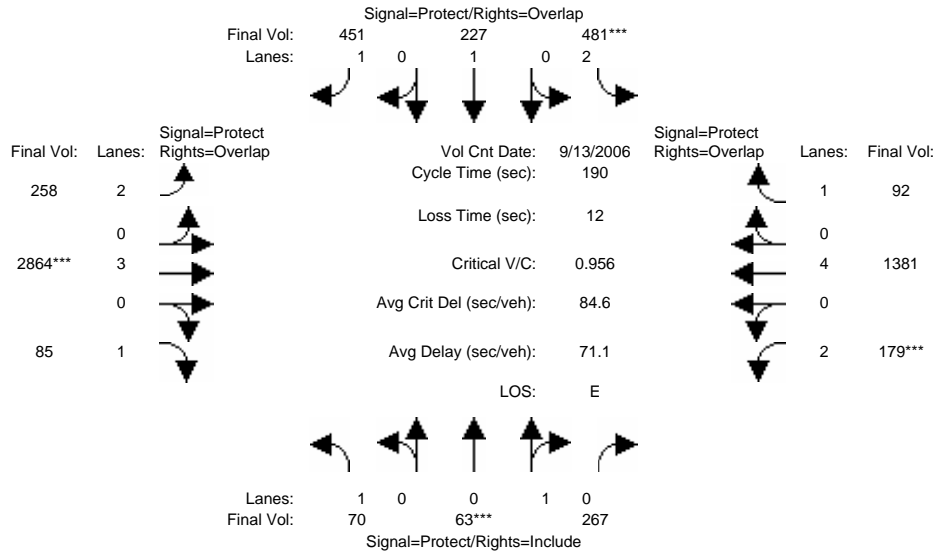 Signal=Protect/Rights=Overlap
Final Vol: 451 227 481***
Lanes: 1 0 1 0 2
Signal=Protect Signal=Protect
Final Vol: Lanes: Rights=Overlap Vol Cnt Date: 9/13/2006 Rights=Overlap Lanes: Final Vol:
Cycle Time (sec): 190
258 2 1 92
Loss Time (sec): 12
0 0
2864*** 3 Critical V/C: 0.956 4 1381
0 Avg Crit Del (sec/veh): 84.6 0
85 1 Avg Delay (sec/veh): 71.1 2 179***
LOS: E
Lanes: 1 0 0 1 0
Final Vol: 70 63*** 267
Signal=Protect/Rights=Include